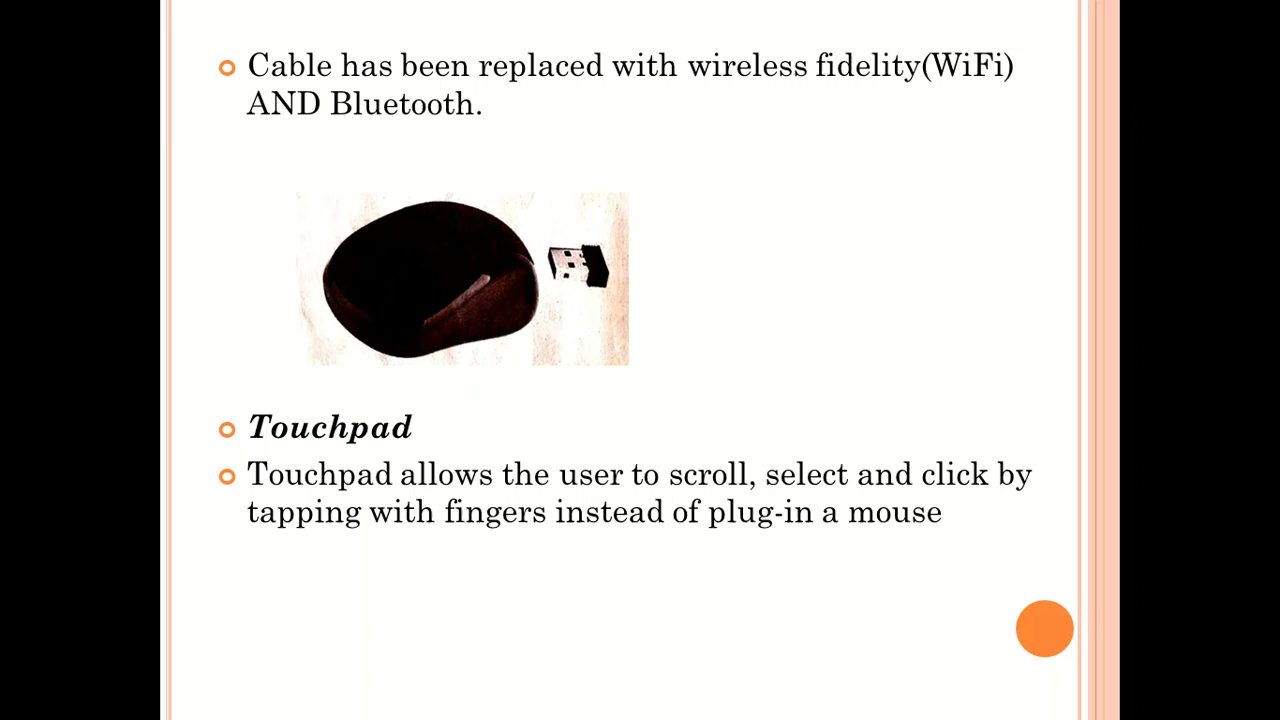 Cable has been replaced with wireless fidelity(WiFi)
AND Bluetooth.
Touchpad
Touchpad allows the user to scroll, select and click by
tapping with fingers instead of plug-in a mouse